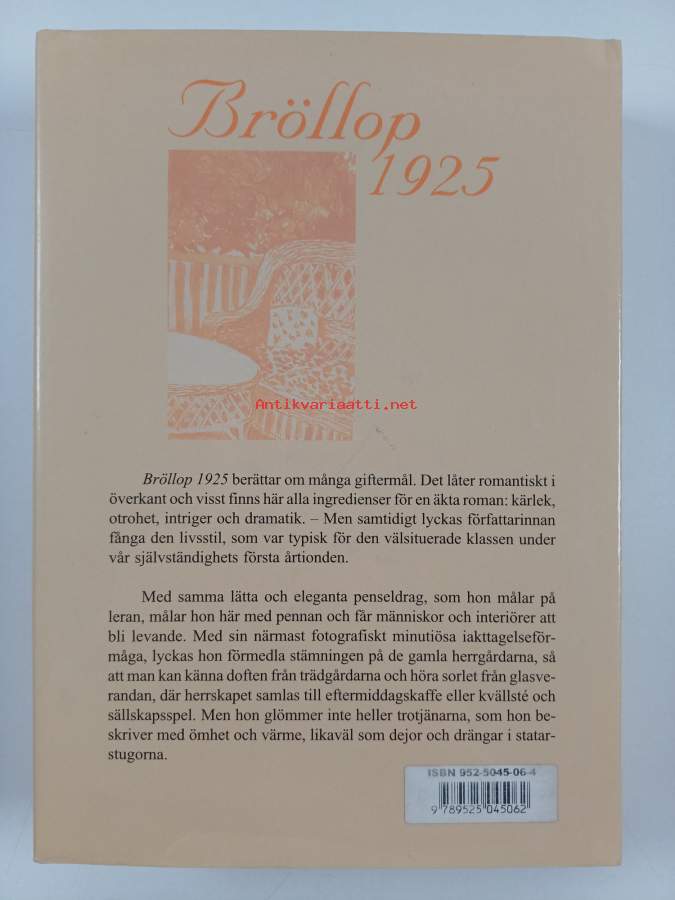 Bröllop
1925
Antikvariaatti.net
Bröllop 1925 berättar om många giftermål. Det låter romantiskt i
överkant och visst finns här alla ingredienser för en äkta roman: kärlek,
otrohet, intriger och dramatik. – Men samtidigt lyckas författarinnan
fånga den livsstil, som var typisk för den välsituerade klassen under
vår självständighets första årtionden.
Med samma lätta och eleganta penseldrag, som hon målar på
leran, målar hon här med pennan och får människor och interiörer att
bli levande. Med sin närmast fotografiskt minutiösa iakttagelseför-
måga, lyckas hon förmedla stämningen på de gamla herrgårdarna, så
att man kan känna doften från trädgårdarna och höra sorlet från glasve-
randan, där herrskapet samlas till eftermiddagskaffe eller kvällsté och
sällskapsspel. Men hon glömmer inte heller trotjänarna, som hon be-
skriver med ömhet och värme, likaväl som dejor och drängar i statar-
stugorna.
ISBN 952-5045-06-4
9 789525 045062